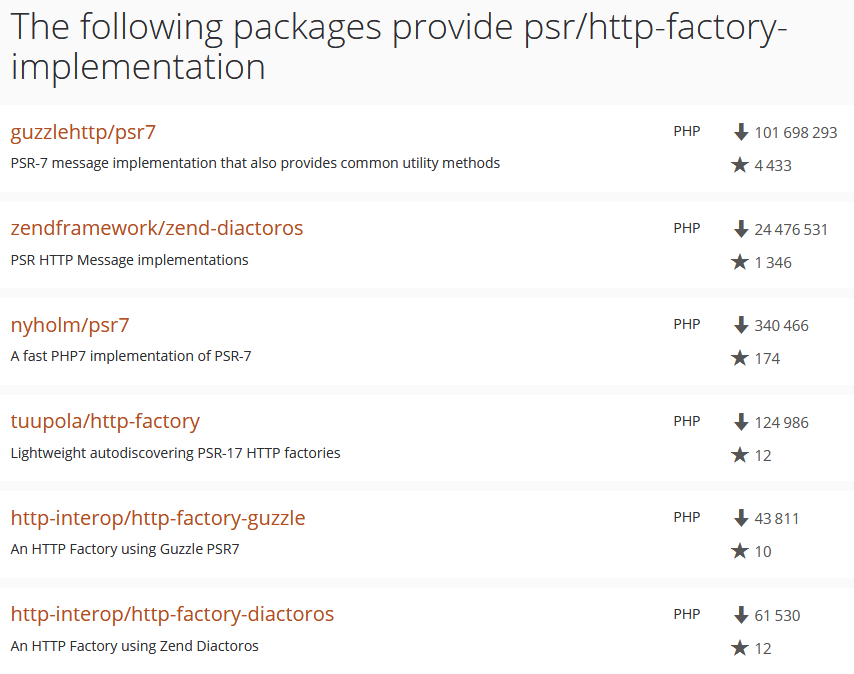 The following packages provide psr/http-factory-
implementation
guzzlehttp/psr7
PHP
101 698 293
PSR-7 message implementation that also provides common utility methods
4 433
zendframework/zend-diactoros
PHP
24 476 531
PSR HTTP Message implementations
1 346
nyholm/psr7
PHP
340 466
A fast PHP7 implementation of PSR-7
174
tuupola/http-factory
PHP
124 986
Lightweight autodiscovering PSR-17 HTTP factories
12
http-interop/http-factory-guzzle
PHP
43 811
An HTTP Factory using Guzzle PSR7
10
http-interop/http-factory-diactoros
PHP
61 530
An HTTP Factory using Zend Diactoros
12